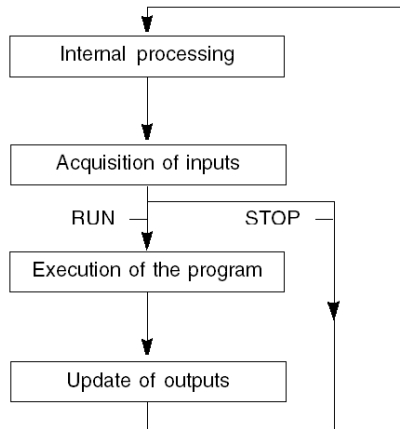 Internal processing
Acquisition of inputs
RUN
STOP
Execution of the program
Update of outputs